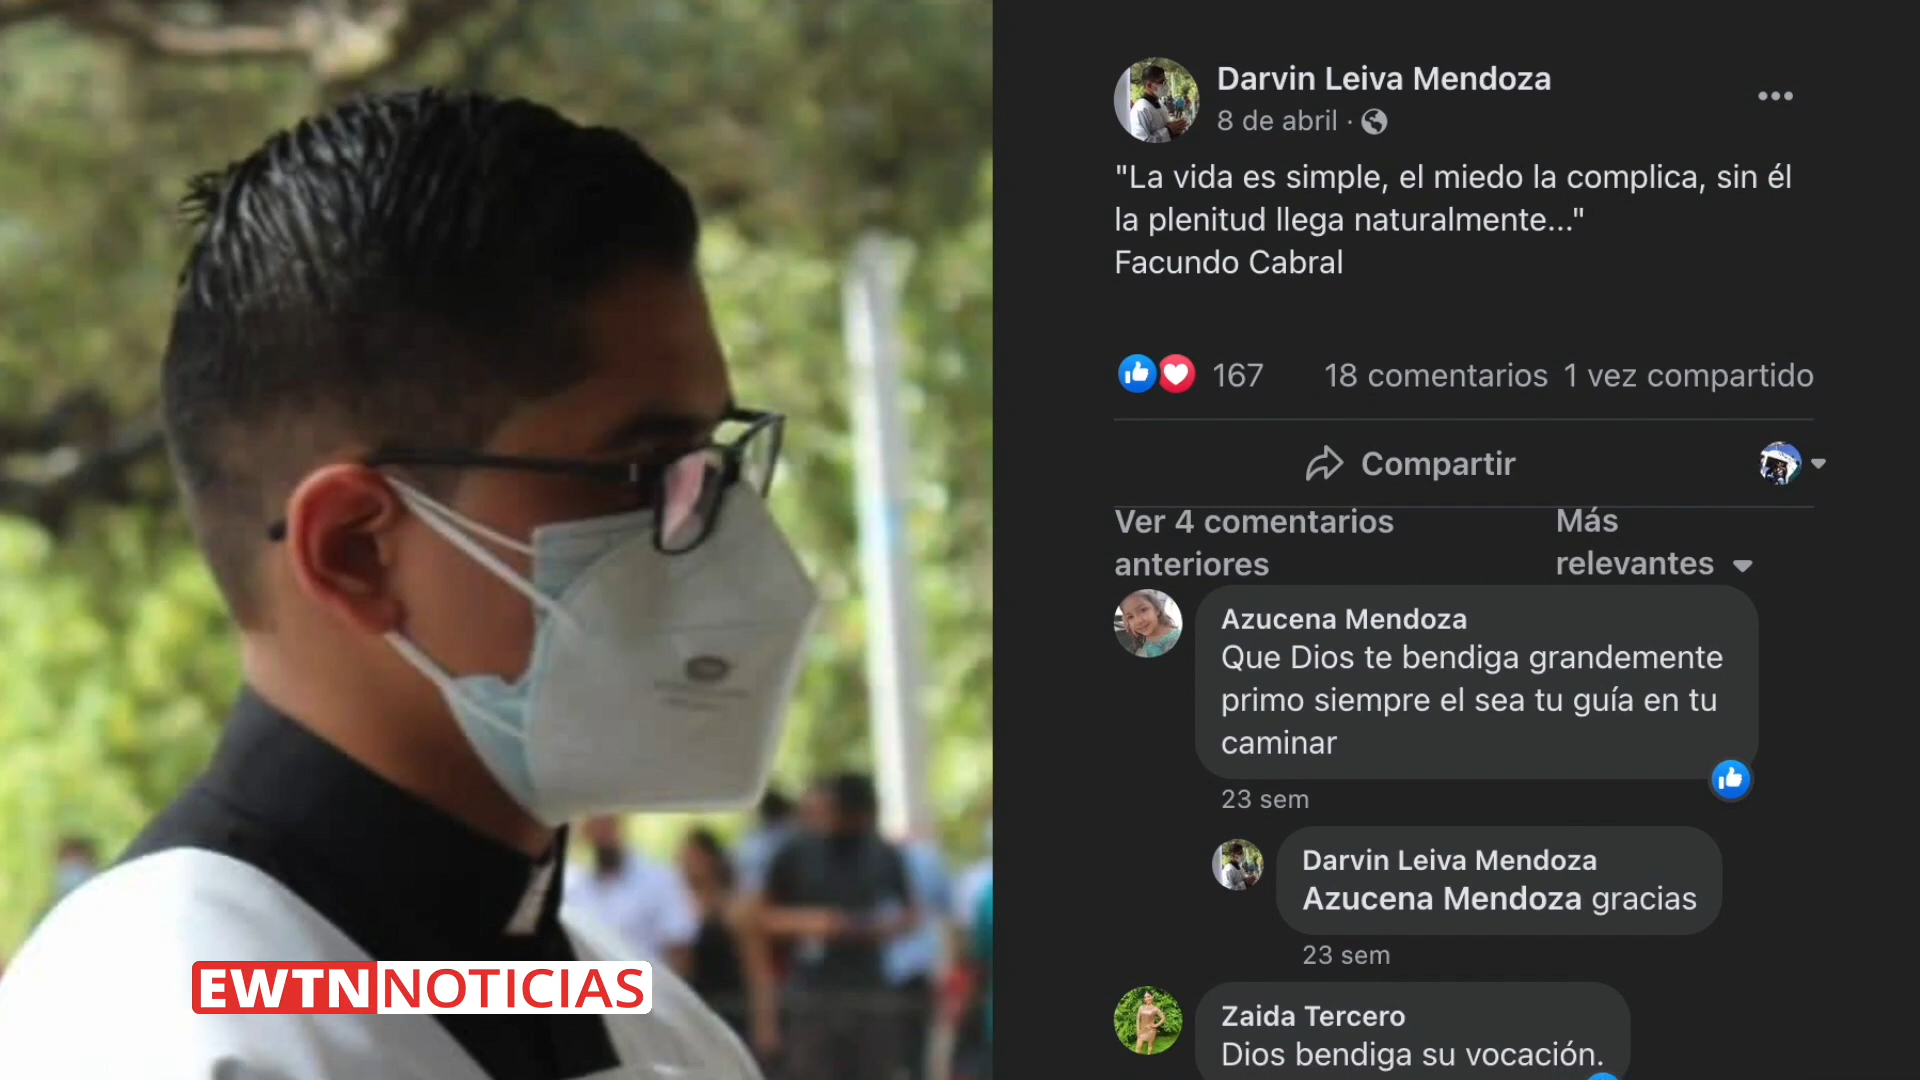 Darvin Leiva Mendoza
8 de abril ·
"La vida es simple, el miedo la complica, sin él
la plenitud llega naturalmente..."
Facundo Cabral
167 18 comentarios 1 vez compartido
Compartir
Ver 4 comentarios
anteriores
Más
relevantes
Azucena Mendoza
Que Dios te bendiga grandemente
primo siempre el sea tu guía en tu
caminar
23 sem
Darvin Leiva Mendoza
Azucena Mendoza gracias
23 sem
Zaida Tercero
Dios bendiga su vocación.
EWTN NOTICIAS